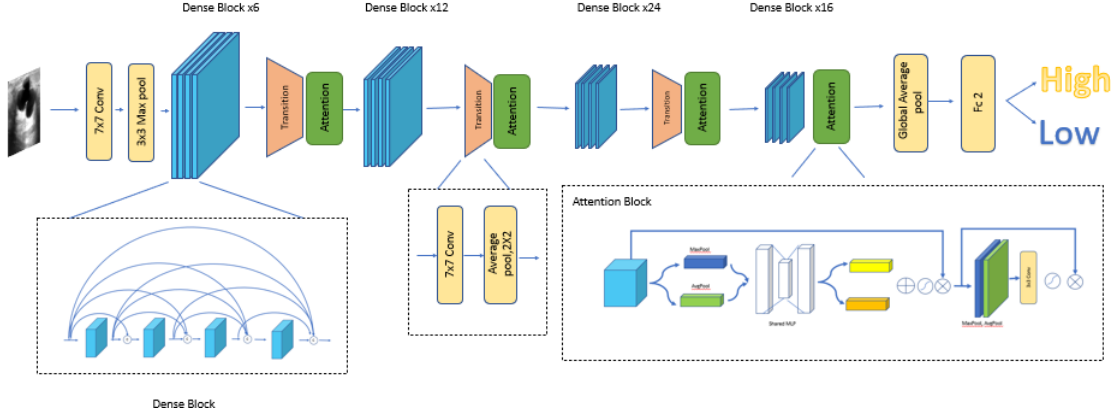 Dense Block x6
Dense Block x12
Dense Block x24
Dense Block x16
7x7 Conv
3x3 Max pool
Transition
Attention
Transition
Attention
Transition
Attention
Attention
Global Average
pool
Fc 2
High
Low
7x7 Conv
Average
pool,2X2
Attention Block
MaxPool
AvgPool
Shared MLP
MaxPool, AvgPool
3x3 Conv
Dense Block